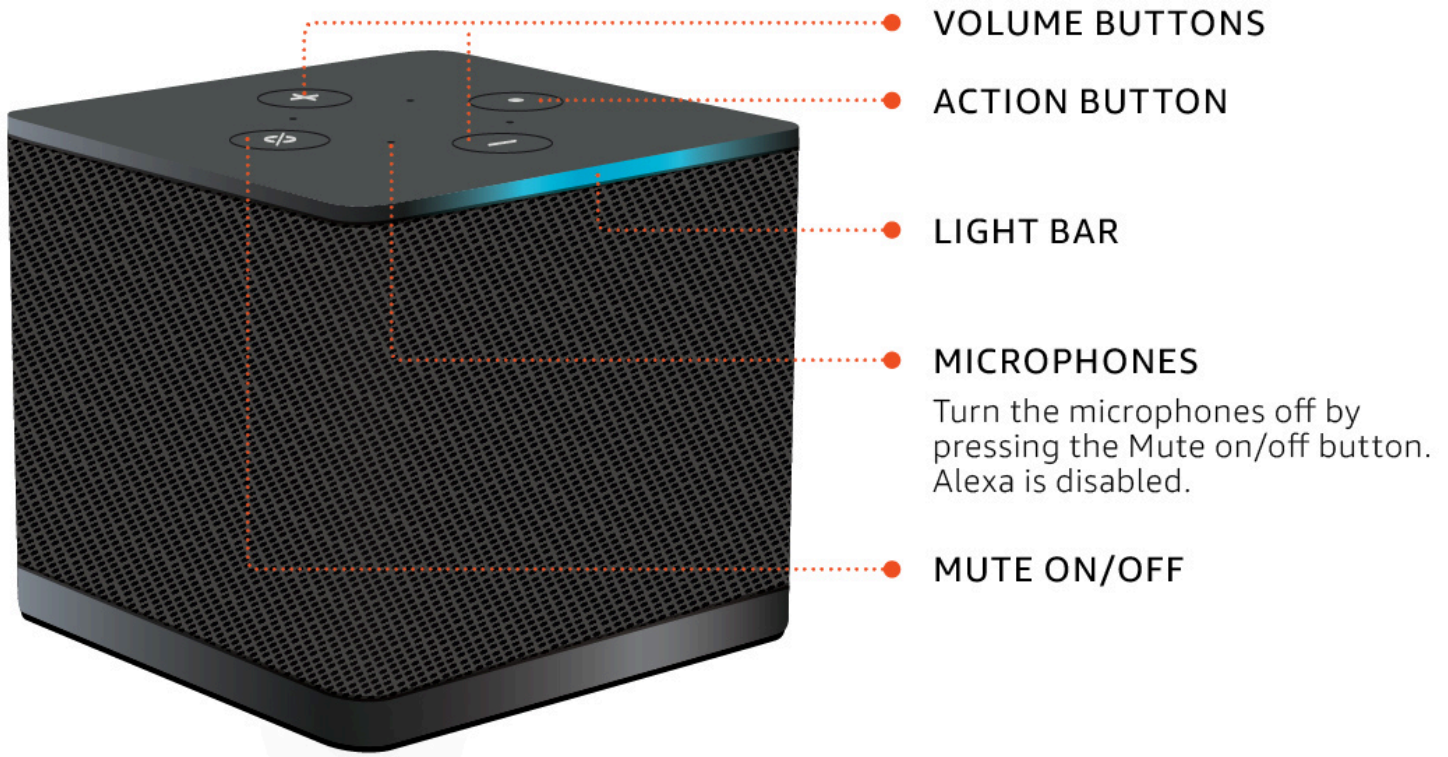 VOLUME BUTTONS
ACTION BUTTON
LIGHT BAR
MICROPHONES
Turn the microphones off by
pressing the Mute on/off button.
Alexa is disabled.
MUTE ON/OFF